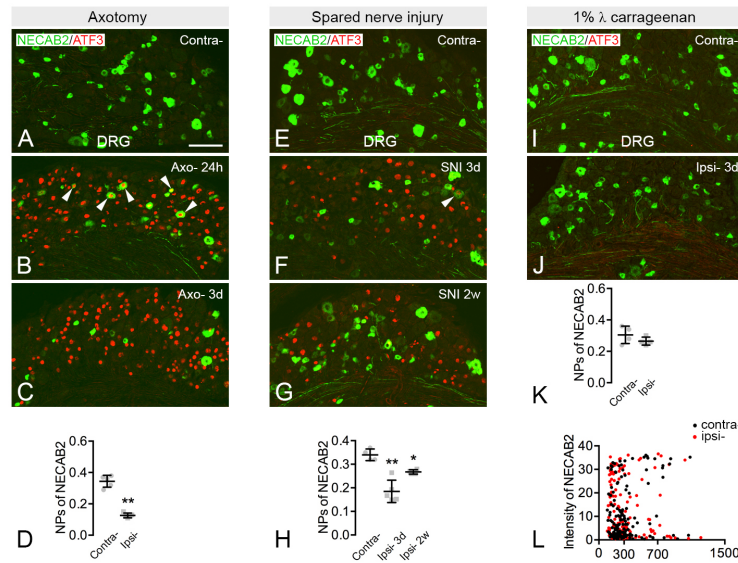 Axotomy
Spared nerve injury
1% λ carrageenan
NECAB2/ATF3
Contra-
A
DRG
NECAB2/ATF3
Contra-
E
DRG
NECAB2/ATF3
Contra-
I
DRG
Axo- 24h
B
SNI 3d
F
Ipsi- 3d
J
Axo- 3d
C
SNI 2w
G
NPs of NECAB2
0.6
0.4
0.2
0.0
Contra-
Ipsi-
K
NPs of NECAB2
0.6
0.4
0.2
0.0
**
Contra-
Ipsi-
D
NPs of NECAB2
0.4
0.3
0.2
0.1
0.0
**
*
Contra-
Ipsi- 3d
Ipsi- 2w
H
Intensity of NECAB2
40
30
20
10
0
300
700
1500
contra-
ipsi-
L